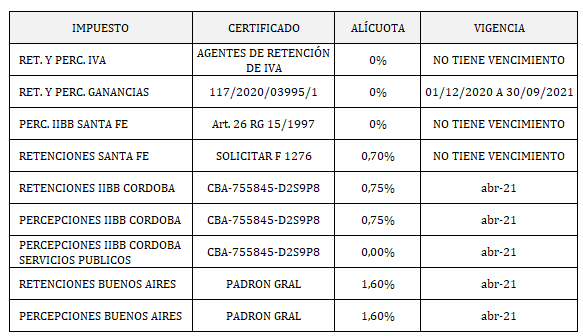 IMPUESTO CERTIFICADO ALÍCUOTA VIGENCIA
RET. Y PERC. IVA AGENTES DE RETENCIÓN DE IVA 0% NO TIENE VENCIMIENTO
RET. Y PERC. GANANCIAS 117/2020/03995/1 0% 01/12/2020 A 30/09/2021
PERC. IIBB SANTA FE Art. 26 RG 15/1997 0% NO TIENE VENCIMIENTO
RETENCIONES SANTA FE SOLICITAR F 1276 0,70% NO TIENE VENCIMIENTO
RETENCIONES IIBB CORDOBA CBA-755845-D2S9P8 0,75% abr-21
PERCEPCIONES IIBB CORDOBA CBA-755845-D2S9P8 0,75% abr-21
PERCEPCIONES IIBB CORDOBA SERVICIOS PUBLICOS CBA-755845-D2S9P8 0,00% abr-21
RETENCIONES BUENOS AIRES PADRON GRAL 1,60% abr-21
PERCEPCIONES BUENOS AIRES PADRON GRAL 1,60% abr-21